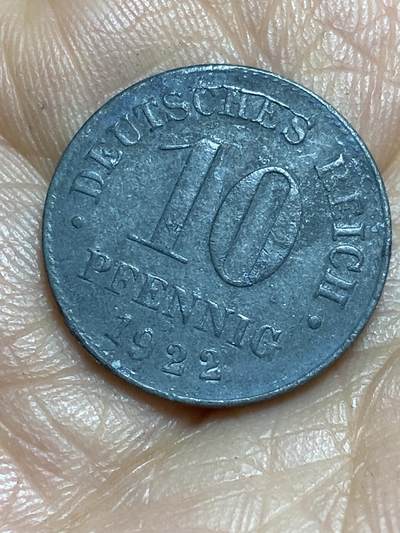 · DEUTSCHES REICH ·
10
PFENNIG
1922